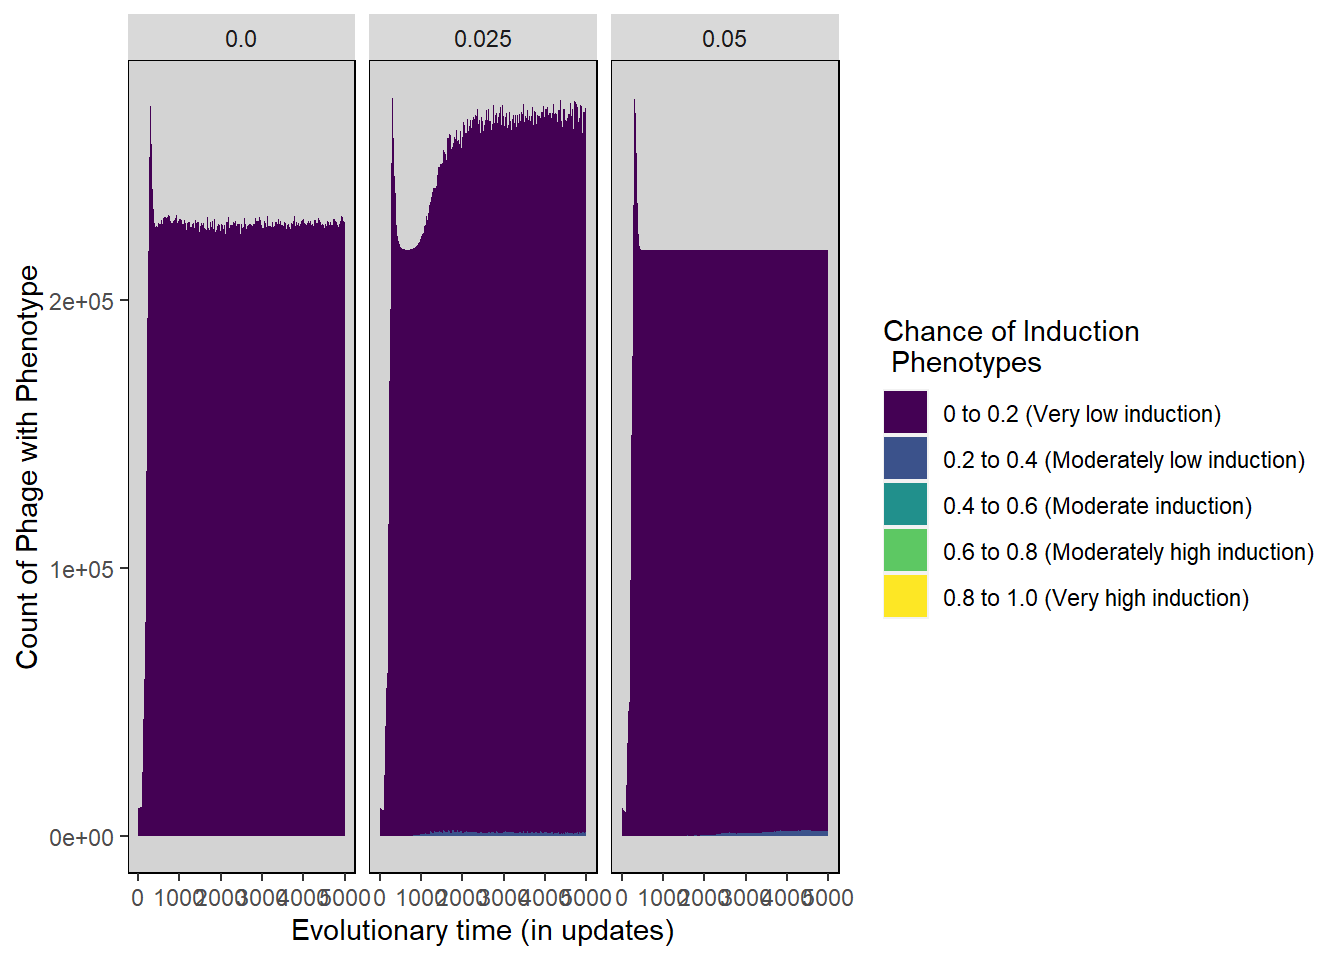 0.0 0.025 0.05
Count of Phage with Phenotype
2e+05
1e+05
0e+00
0 1000 2000 3000 4000 5000 0 1000 2000 3000 4000 5000 0 1000 2000 3000 4000 5000
Evolutionary time (in updates)
Chance of Induction
Phenotypes
0 to 0.2 (Very low induction)
0.2 to 0.4 (Moderately low induction)
0.4 to 0.6 (Moderate induction)
0.6 to 0.8 (Moderately high induction)
0.8 to 1.0 (Very high induction)